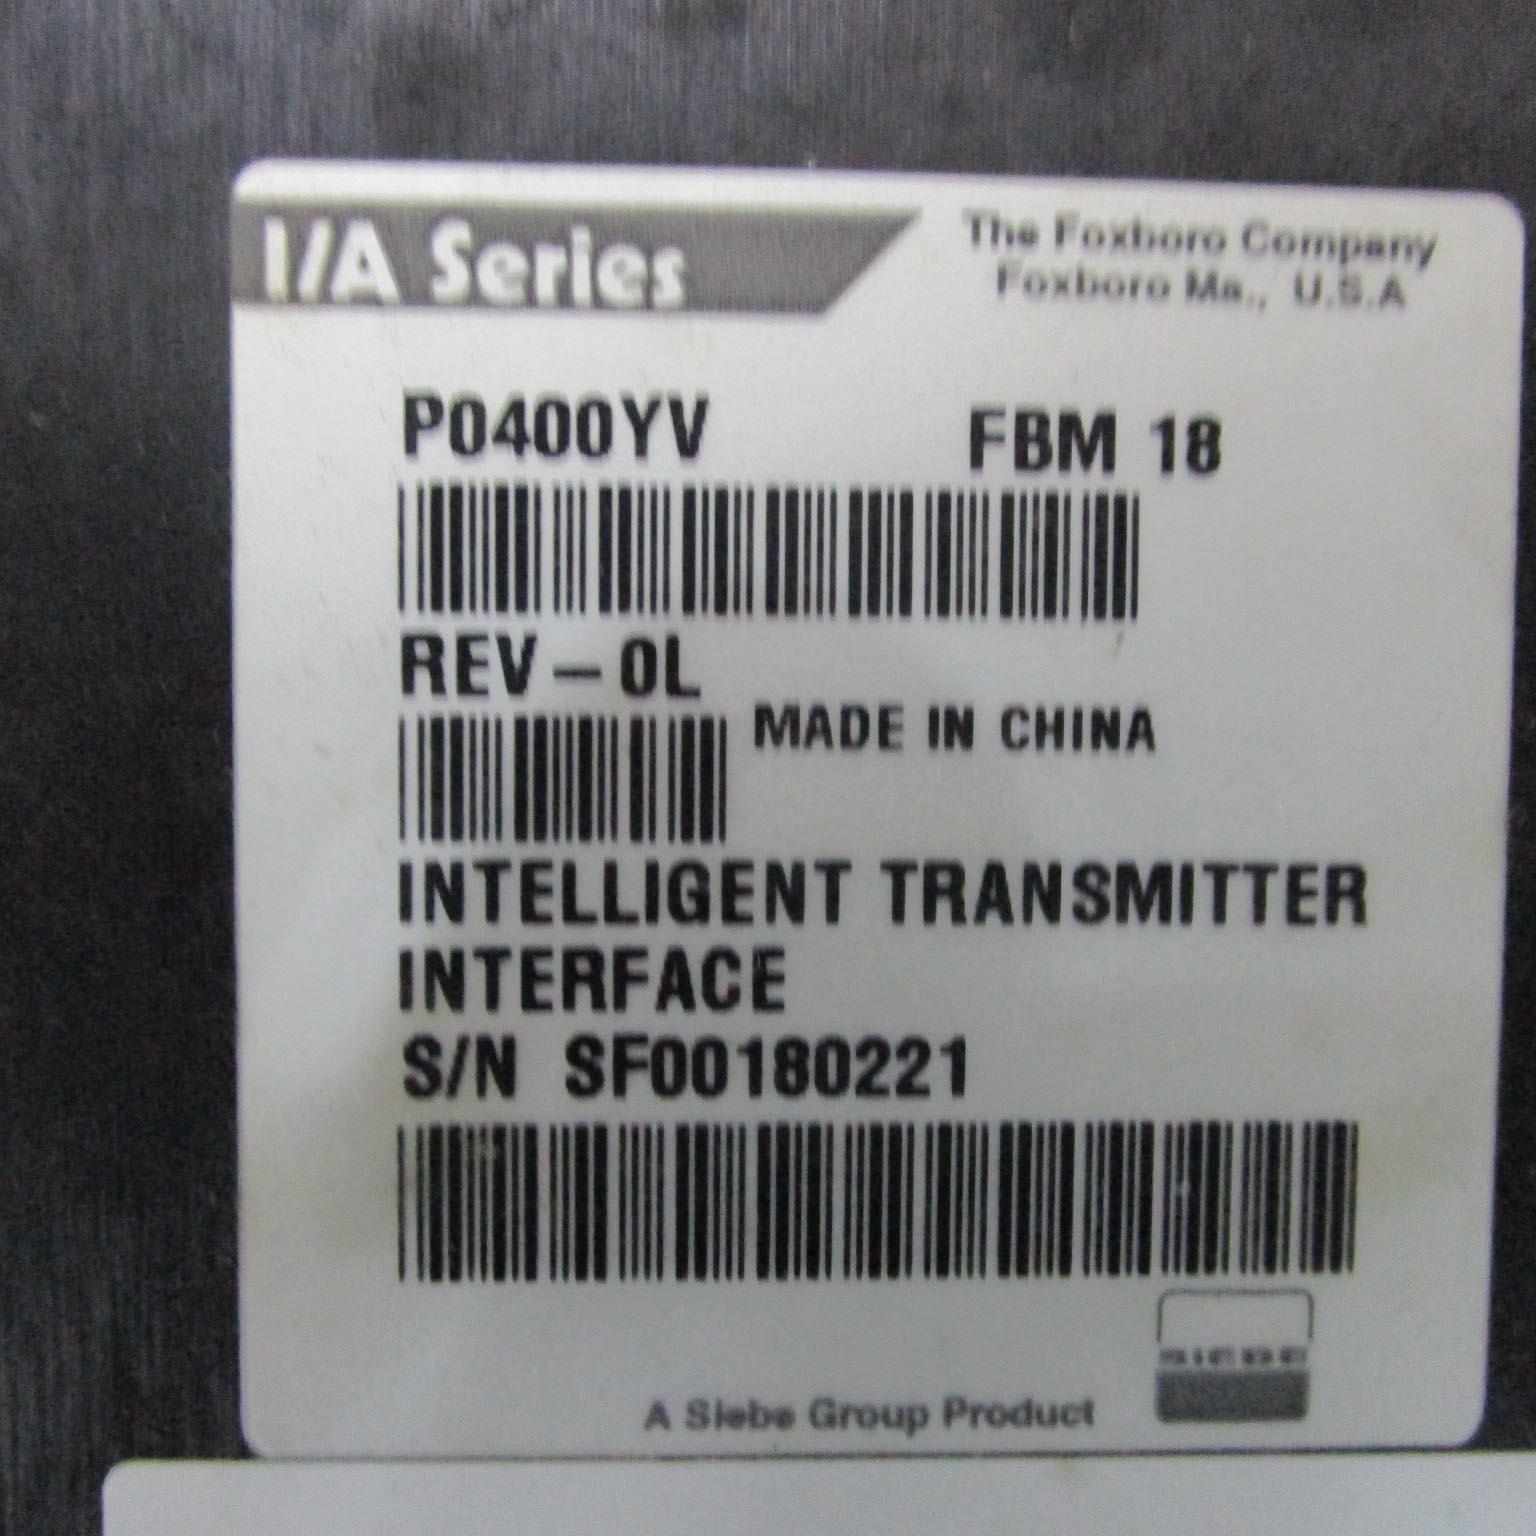 I/A Series
The Foxboro Company
Foxboro Ma., U.S.A
P0400YV FBM 18
REV-0L
MADE IN CHINA
INTELLIGENT TRANSMITTER
INTERFACE
S/N SF00180221
SIEBE
A Siebe Group Product